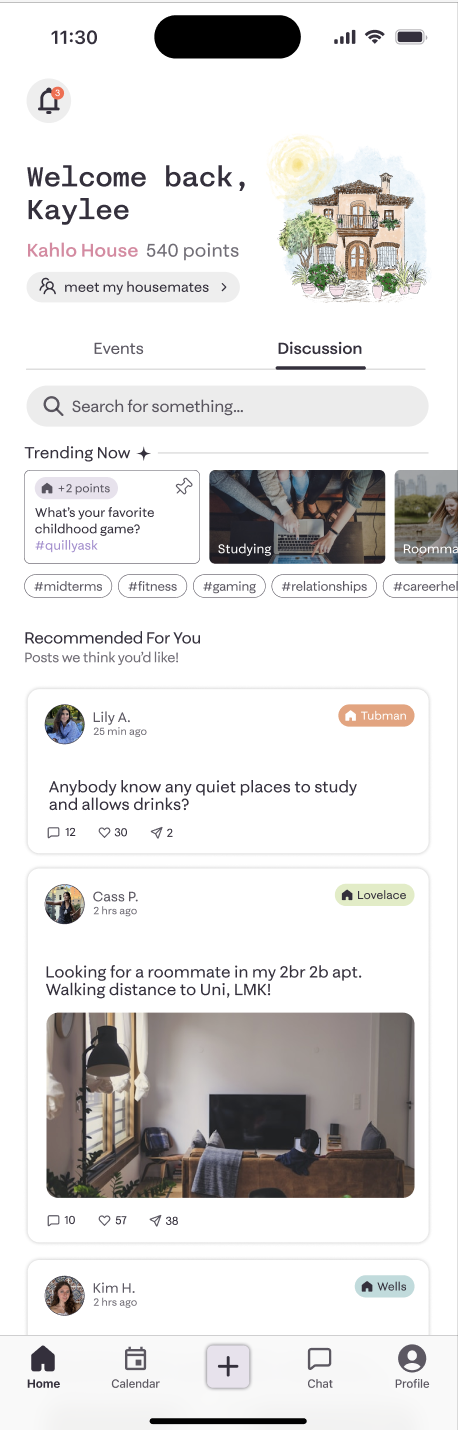 11:30
3
Welcome back,
Kaylee
Kahlo House 540 points
meet my housemates
Events Discussion
Search for something...
Trending Now
+2 points
What's your favorite
childhood game?
#quillyask
Studying
Roomma
#midterms #fitness #gaming #relationships #careerhel
Recommended For You
Posts we think you'd like!
Lily A.
25 min ago
Tubman
Anybody know any quiet places to study
and allows drinks?
12 30 2
Cass P.
2 hrs ago
Lovelace
Looking for a roommate in my 2br 2b apt.
Walking distance to Uni, LMK!
10 57 38
Kim H.
2 hrs ago
Wells
Home Calendar Chat Profile